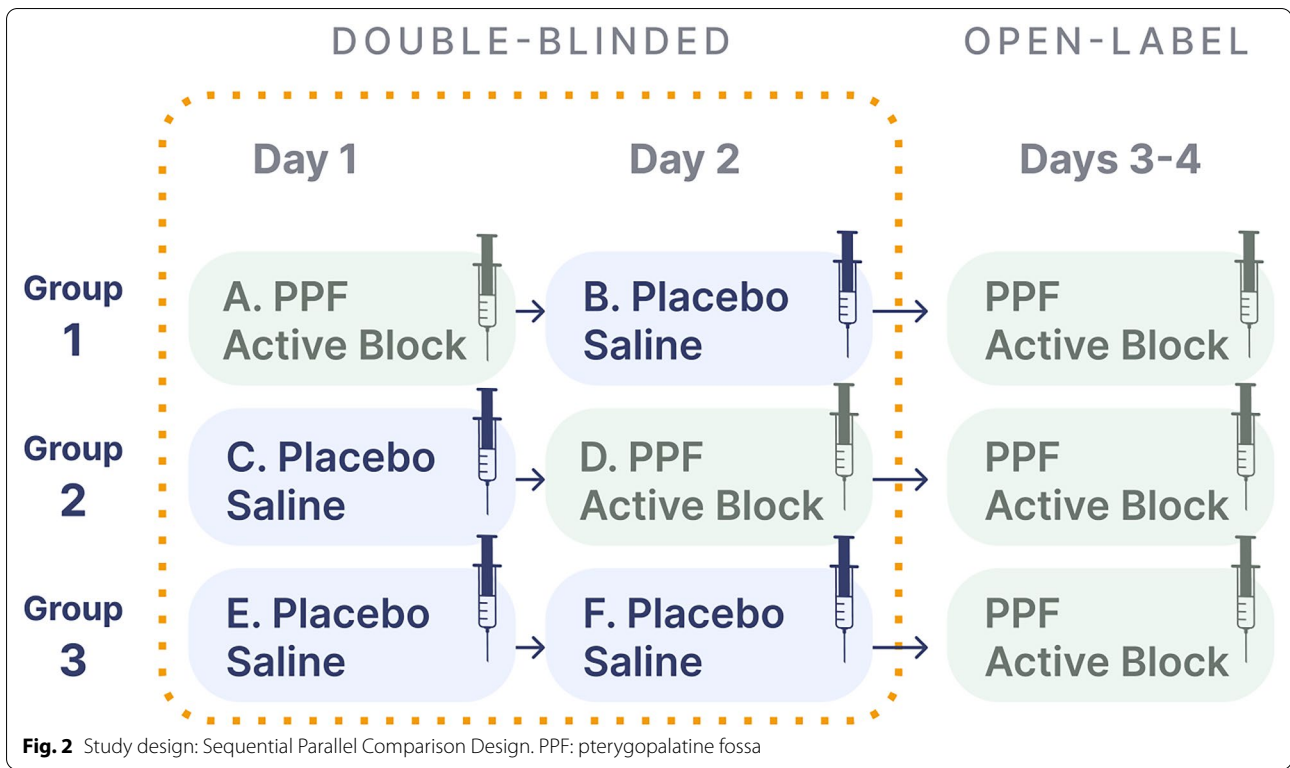 DOUBLE-BLINDED
OPEN-LABEL
Day 1
Day 2
Days 3-4
Group
1
A. PPF
Active Block
B. Placebo
Saline
PPF
Active Block
Group
2
C. Placebo
Saline
D. PPF
Active Block
PPF
Active Block
Group
3
E. Placebo
Saline
F. Placebo
Saline
PPF
Active Block
Fig. 2 Study design: Sequential Parallel Comparison Design. PPF: pterygopalatine fossa